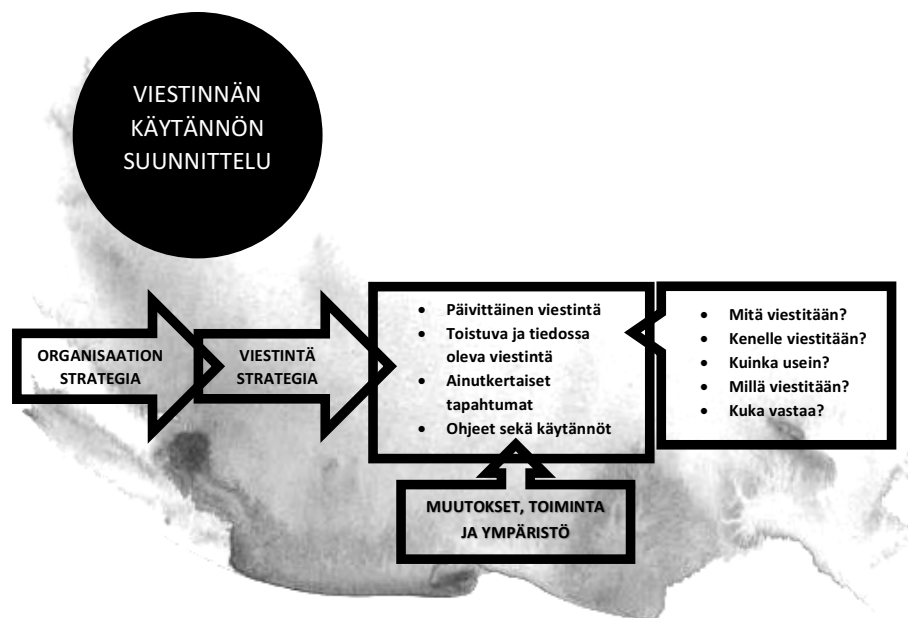 VIESTINNÄN
KÄYTÄNNÖN
SUUNNITTELU
ORGANISAATION
STRATEGIA
VIESTINTÄ
STRATEGIA
• Päivittäinen viestintä
• Toistuva ja tiedossa
oleva viestintä
• Ainutkertaiset
tapahtumat
• Ohjeet sekä käytännöt
• Mitä viestitään?
• Kenelle viestitään?
• Kuinka usein?
• Millä viestitään?
• Kuka vastaa?
MUUTOKSET, TOIMINTA
JA YMPÄRISTÖ